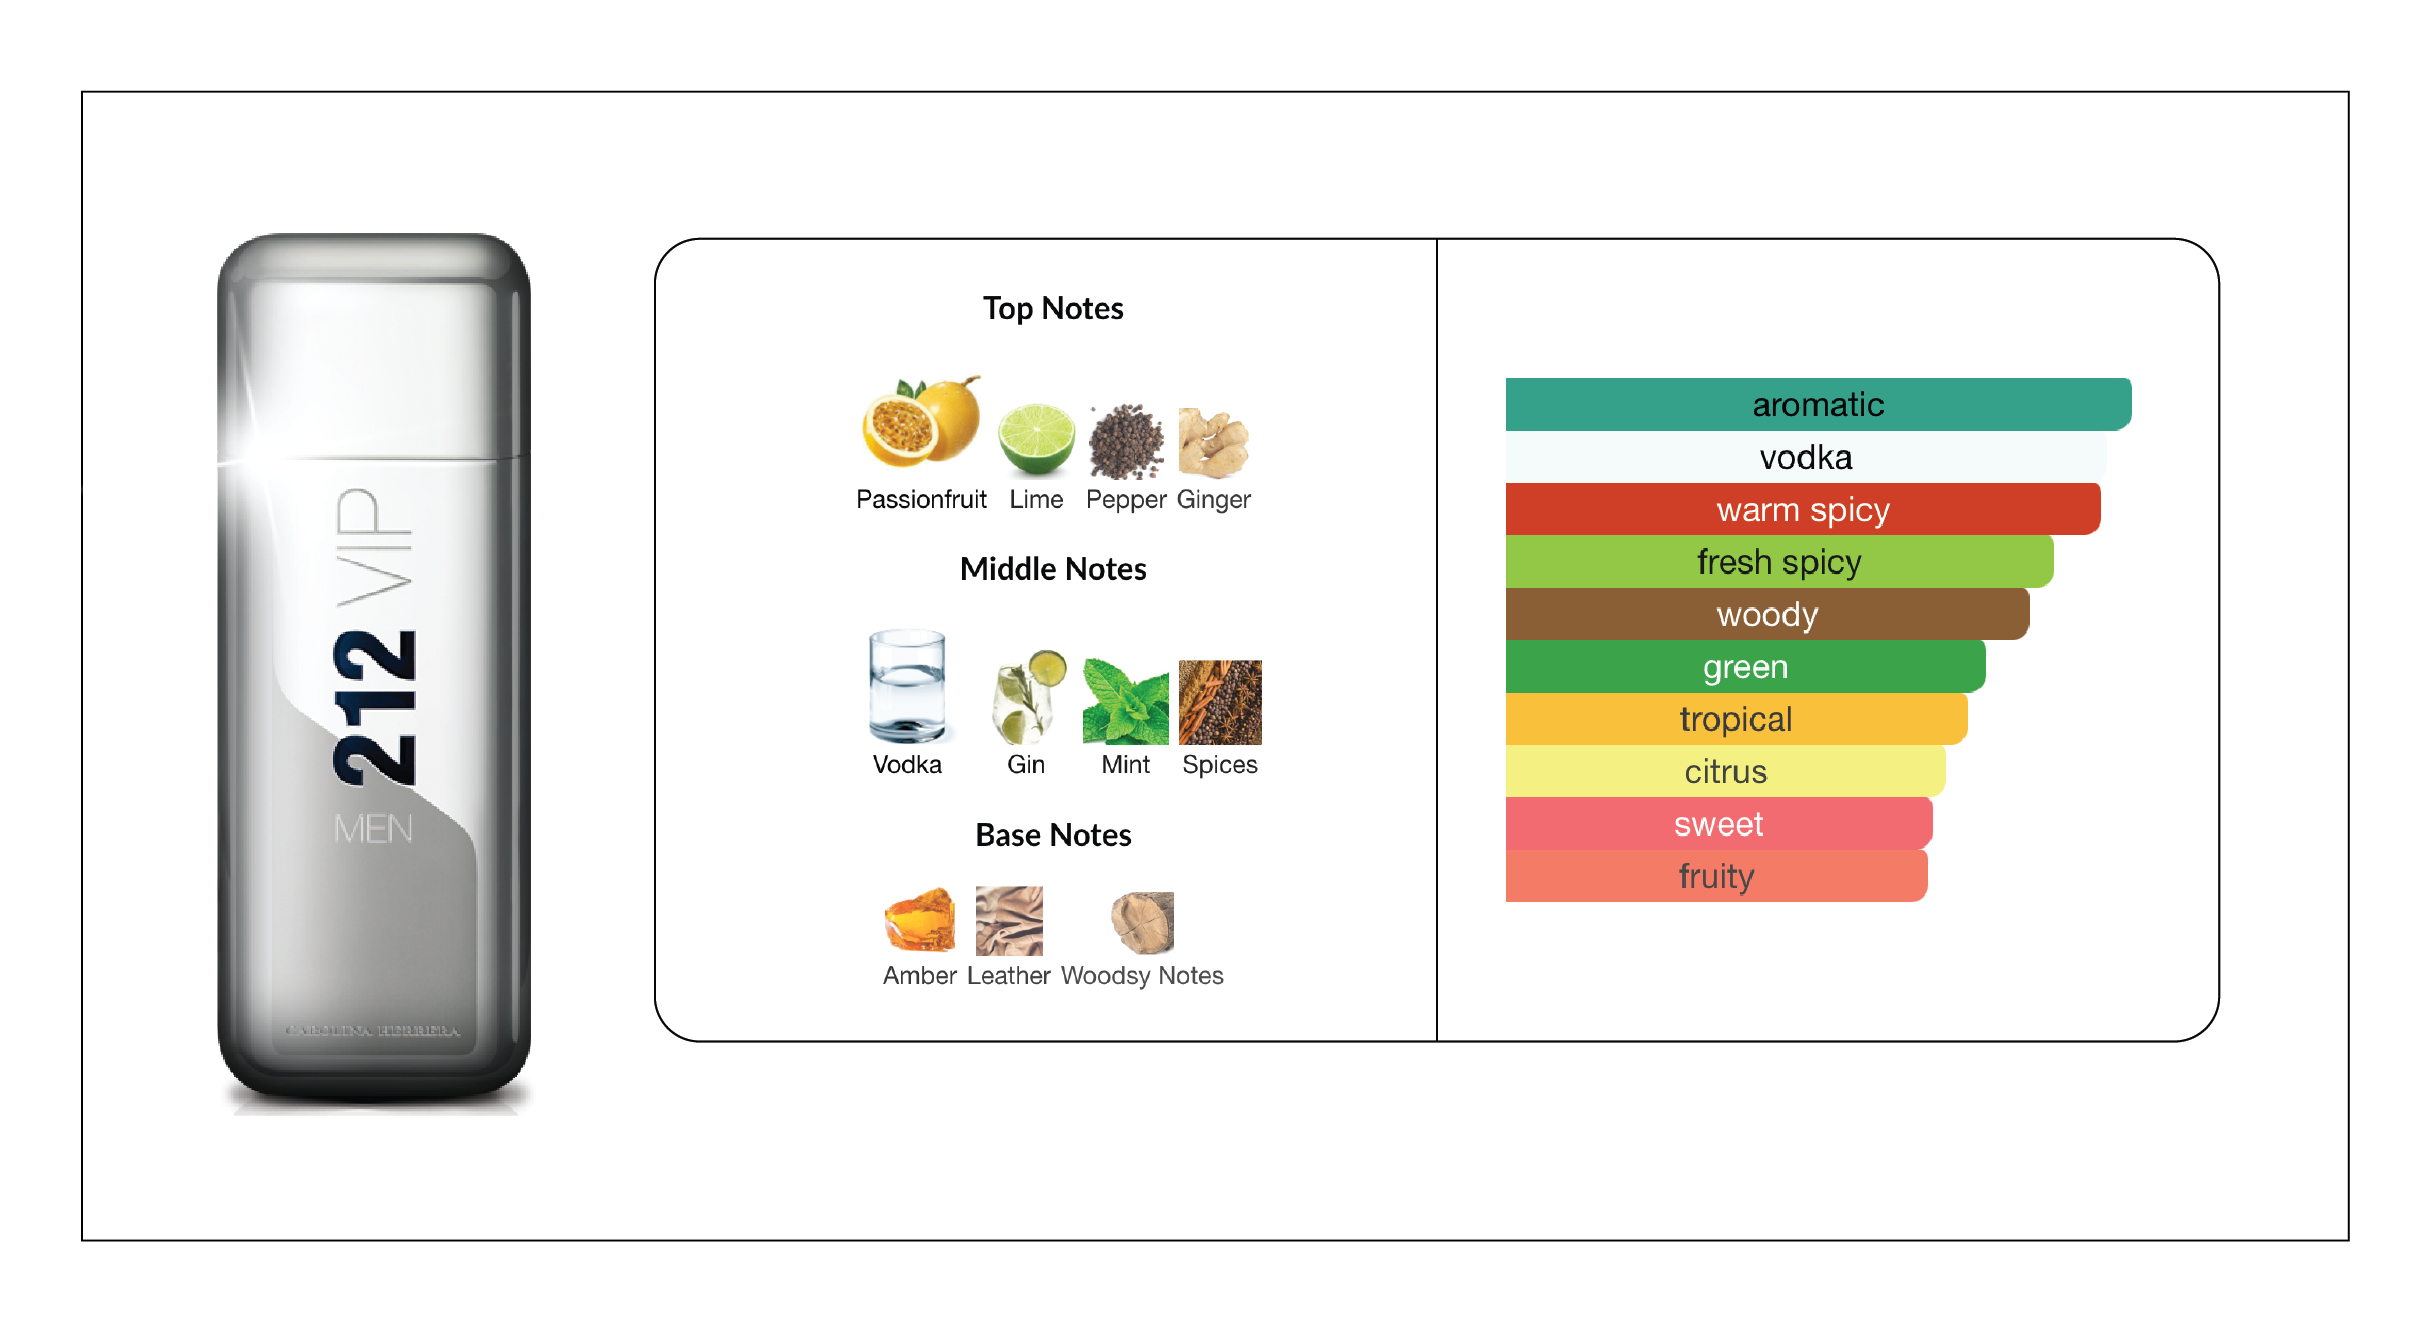 212 VIP
MEN
CAROLINA HERRERA
Top Notes
Passionfruit Lime Pepper Ginger
Middle Notes
Vodka Gin Mint Spices
Base Notes
Amber Leather Woodsy Notes
aromatic
vodka
warm spicy
fresh spicy
woody
green
tropical
citrus
sweet
fruity